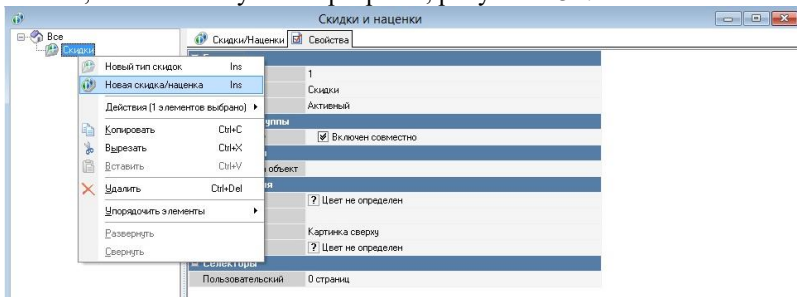 Скидки и наценки
Все
Скидки
Скидки/Наценки
Свойства
Новый тип скидок Ins
Новая скидка/наценка Ins
Действия (1 элементов выбрано)
Копировать Ctrl+C
Вырезать Ctrl+X
Вставить Ctrl+V
Удалить Ctrl+Del
Упорядочить элементы
Развернуть
Свернуть
1
Скидки
Активный
Включен совместно
объект
Цвет не определен
Картинка сверху
Цвет не определен
Селекторы
Пользовательский 0 страниц